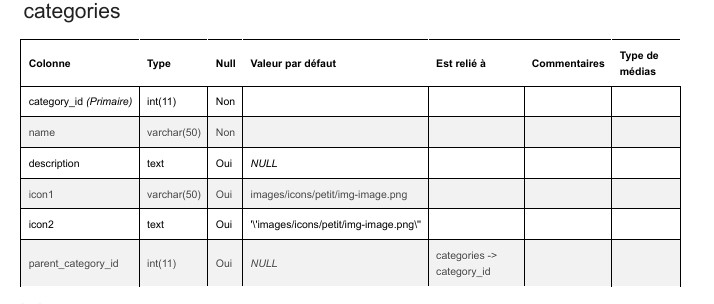 categories
Colonne Type Null Valeur par défaut Est relié à Commentaires Type de médias
category_id (Primaire) int(11) Non
name varchar(50) Non
description text Oui NULL
icon1 varchar(50) Oui images/icons/petit/img-image.png
icon2 text Oui '\'images/icons/petit/img-image.png\''
parent_category_id int(11) Oui NULL categories -> category_id